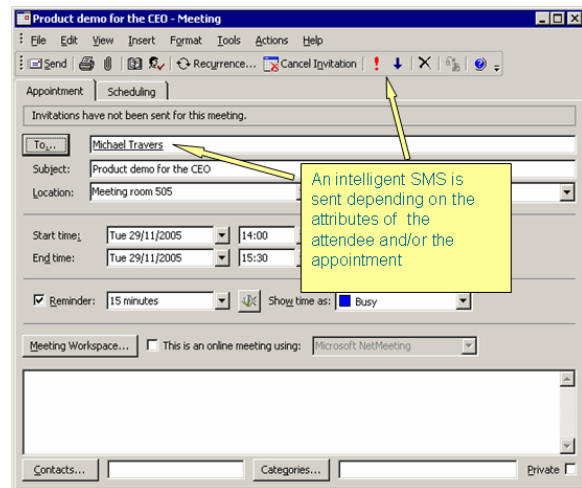 Product demo for the CEO - Meeting
File Edit View Insert Format Tools Actions Help
Send Recurrence... Cancel Invitation
Appointment Scheduling
Invitations have not been sent for this meeting.
To... Michael Travers
Subject: Product demo for the CEO
Location: Meeting room 505
An intelligent SMS is
sent depending on the
attributes of the
attendee and/or the
appointment
Start time: Tue 29/11/2005 14:00
End time: Tue 29/11/2005 15:30
Reminder: 15 minutes Show time as: Busy
Meeting Workspace... This is an online meeting using: Microsoft NetMeeting
Contacts... Categories... Private